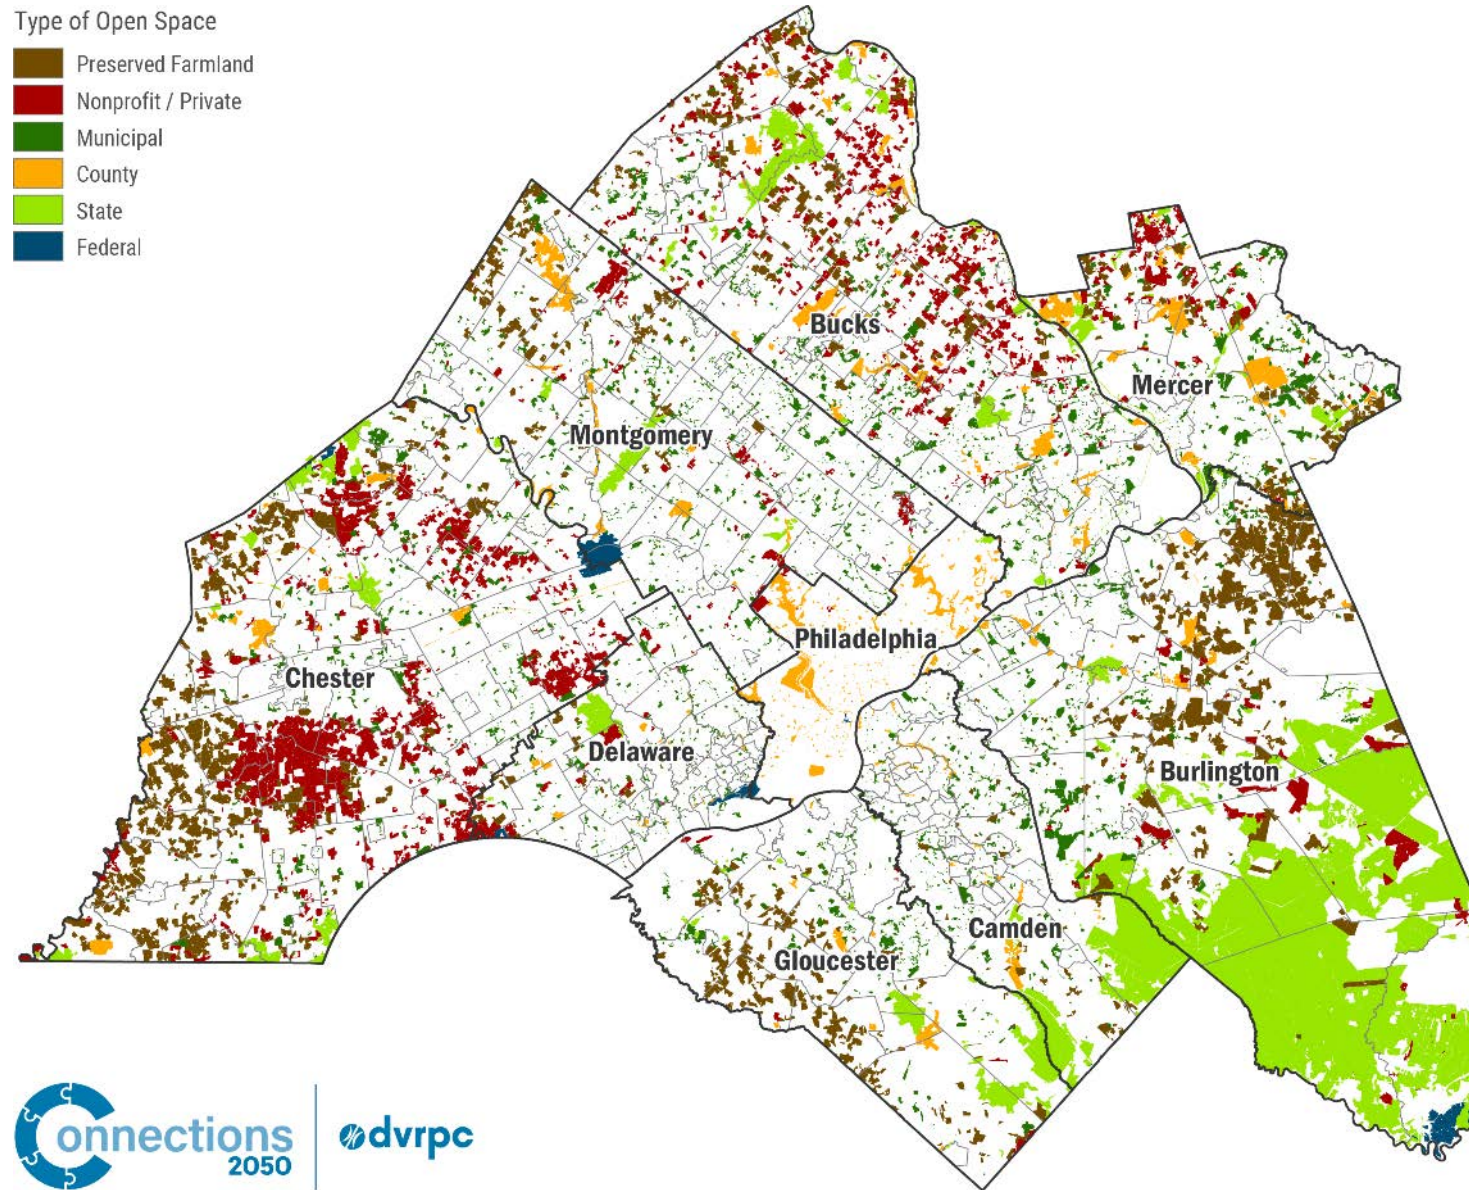 Type of Open Space
Preserved Farmland
Nonprofit / Private
Municipal
County
State
Federal
Bucks
Mercer
Montgomery
Philadelphia
Chester
Delaware
Burlington
Camden
Gloucester
Connections
2050
dvrpc